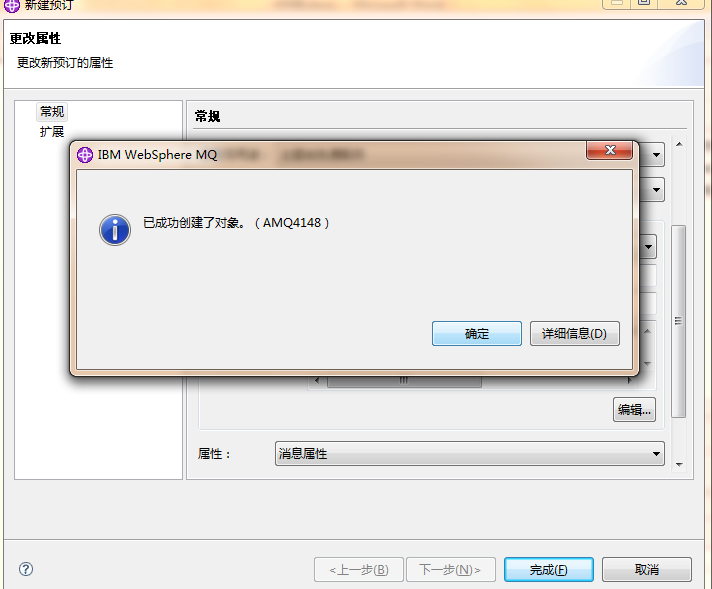 新建预订
更改属性
更改新预订的属性
常规
扩展
常规
IBM WebSphere MQ
已成功创建了对象。（AMQ4148）
确定
详细信息(D)
编辑...
属性：
消息属性
<上一步(B)
下一步(N)>
完成(F)
取消